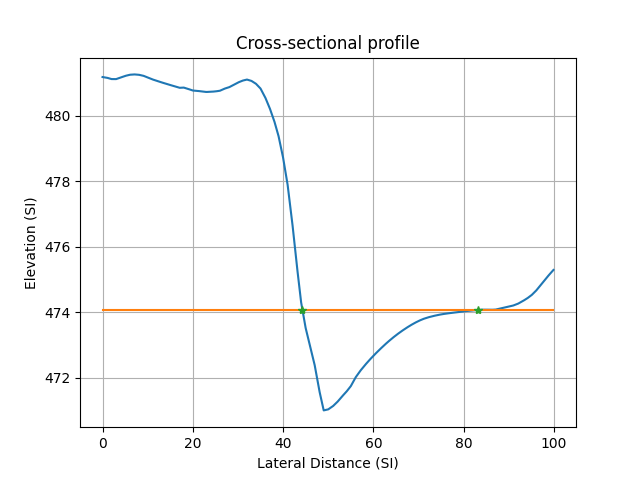 Cross-sectional profile
Elevation (SI)
480
478
476
474
472
0 20 40 60 80 100
Lateral Distance (SI)